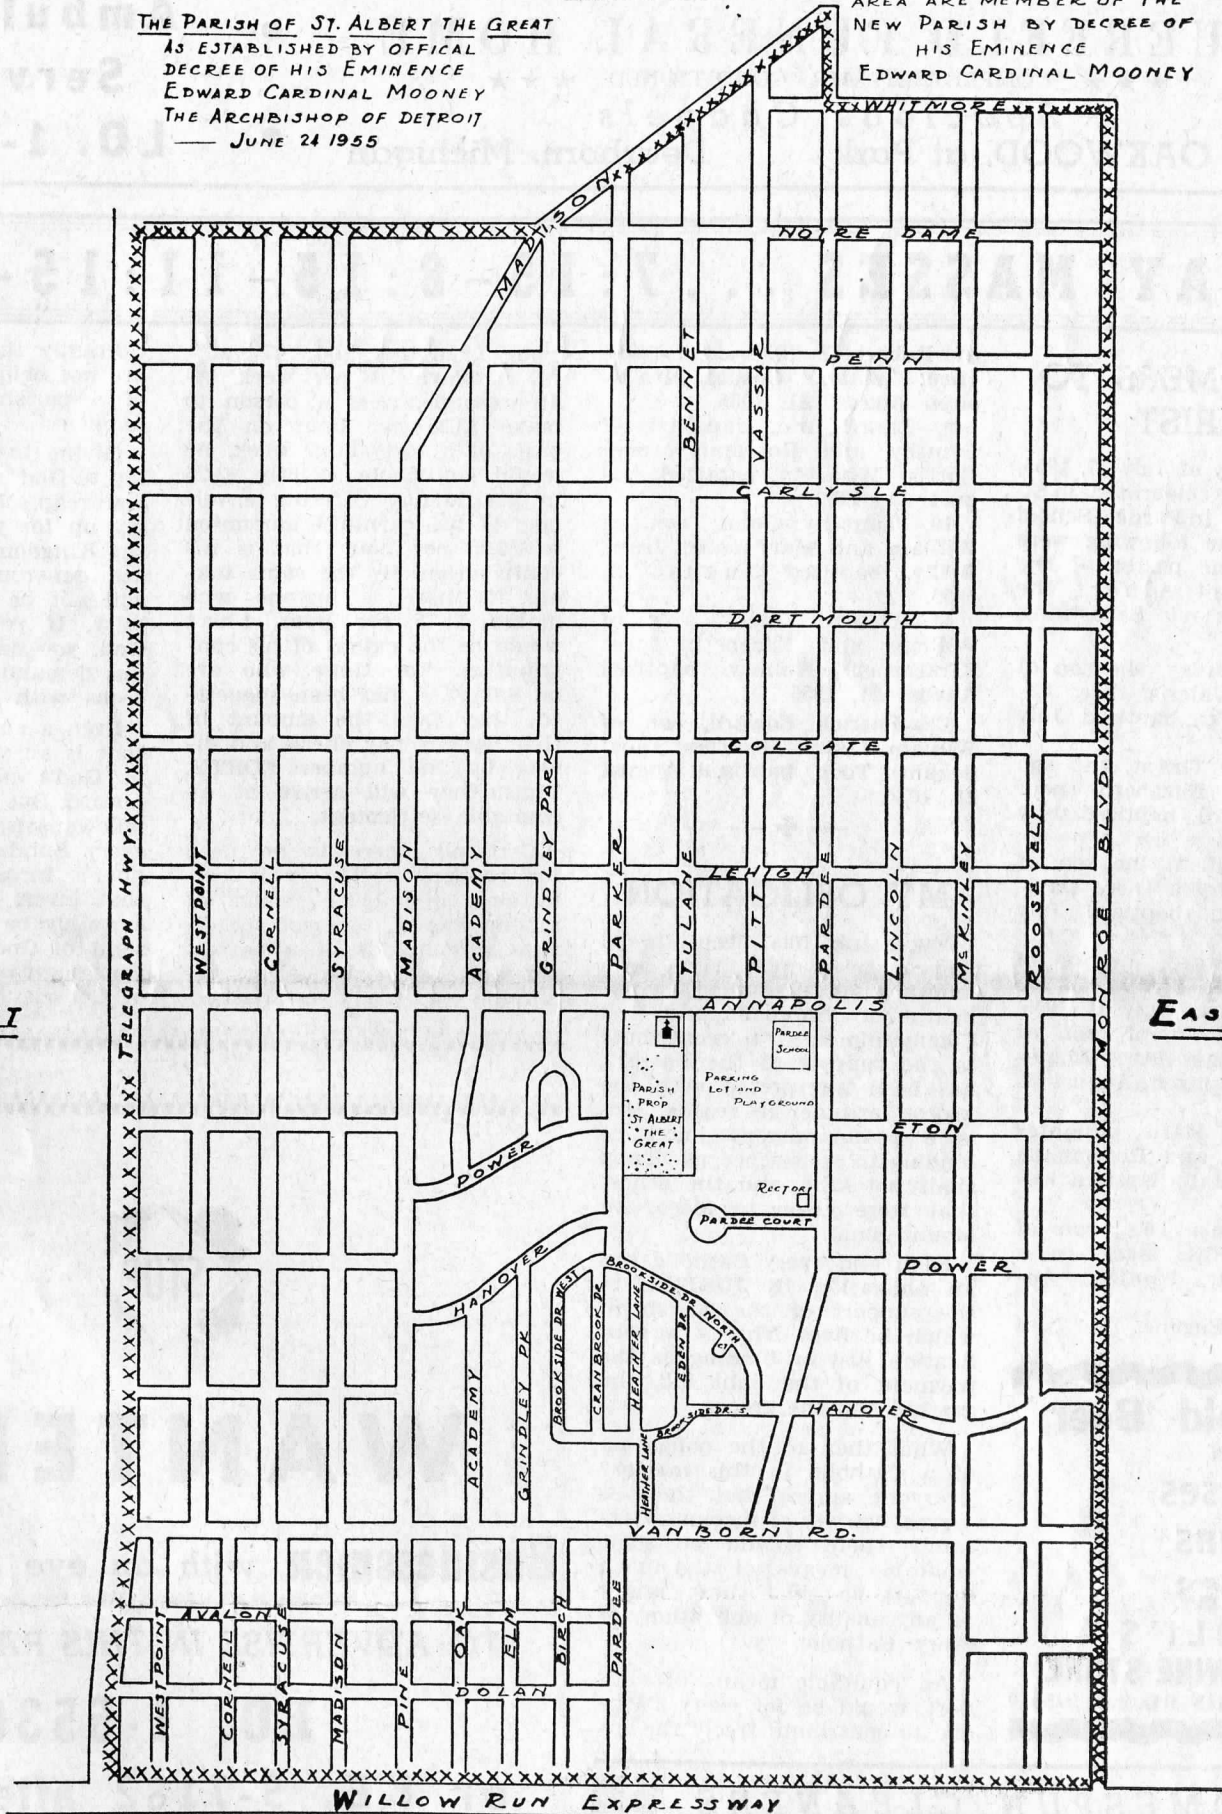 THE PARISH OF ST. ALBERT THE GREAT
AS ESTABLISHED BY OFFICAL
DECREE OF HIS EMINENCE
EDWARD CARDINAL MOONEY
THE ARCHBISHOP OF DETROIT
— JUNE 24 1955
AREA ARE MEMBER OF THE
NEW PARISH BY DECREE OF
HIS EMINENCE
EDWARD CARDINAL MOONEY
WHITMORE
MADISON
NOTRE DAME
PENN
BENNET
VASSAR
CARLYSLE
DARTMOUTH
COLGATE
LEHIGH
TELEGRAPH HWY.
WESTPOINT
CORNELL
SYRACUSE
MADISON
ACADEMY
GRINDLEY PARK
PARKER
PITT
PARDEE
LINCOLN
McKINLEY
ROOSEVELT
MONROE BLVD.
ANNAPOLIS
EAS
PARDEE
SCHOOL
PARKING
LOT AND
PLAYGROUND
PARISH
PROP
ST ALBERT
THE
GREAT
ETON
POWER
RECTORY
PARDEE COURT
HANOVER
BROOKSIDE DR WEST
CRANBROOK DR
HEATHER LANE
BROOKSIDE DR NORTH
CT
EDEN DR
POWER
ACADEMY
GRINDLEY PK
BROOKSIDE DR. S.
HANOVER
HEATHER LANE
VAN BORN RD.
AVALON
WESTPOINT
CORNELL
SYRACUSE
MADISON
PINE
OAK
ELM
BIRCH
PARDEE
DOLAN
WILLOW RUN EXPRESSWAY